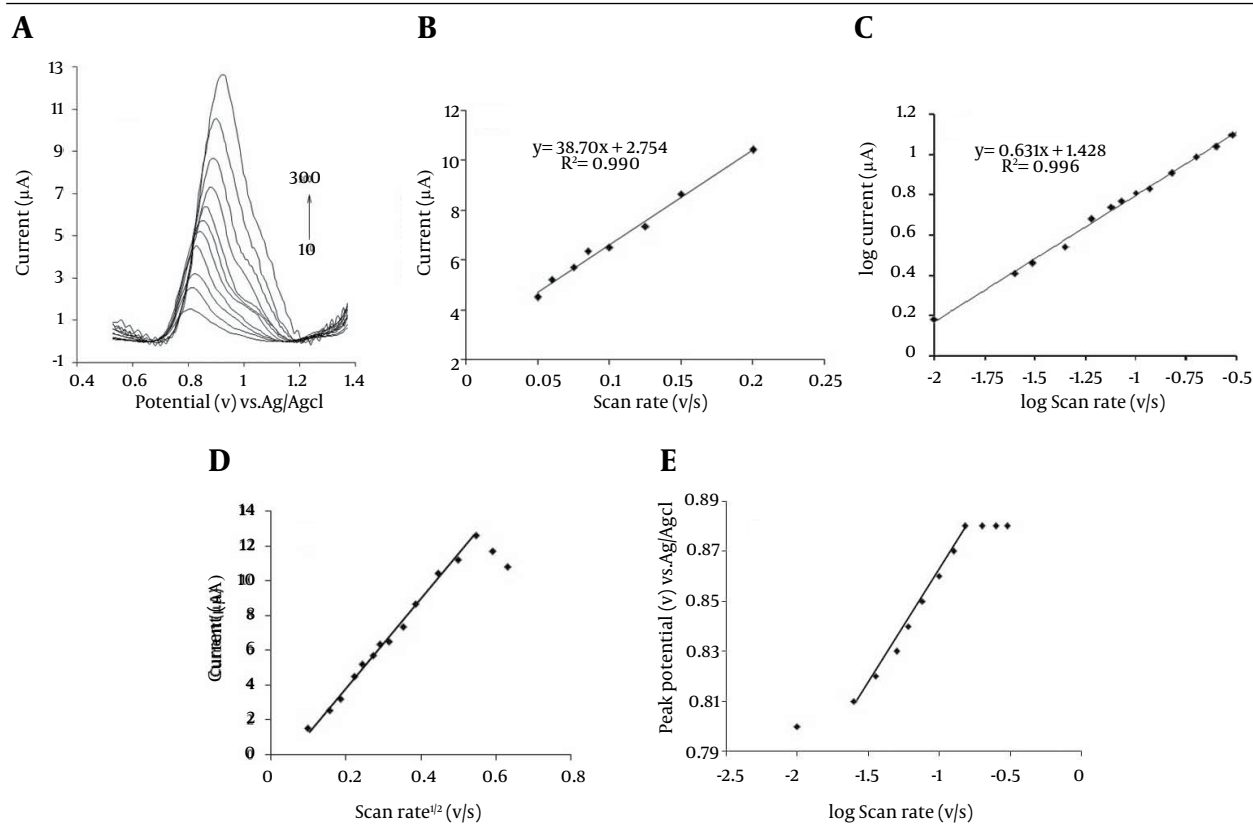 A
13
11
9
7
5
3
1
-1
Current (µA)
300
10
0.4 0.6 0.8 1 1.2 1.4
Potential (v) vs.Ag/Agcl
B
12
10
8
6
4
2
Current (µA)
y= 38.70x + 2.754
R²= 0.990
0 0.05 0.1 0.15 0.2 0.25
Scan rate (v/s)
C
1.2
1
0.8
0.6
0.4
0.2
0
log current (µA)
y= 0.631x + 1.428
R²= 0.996
-2 -1.75 -1.5 -1.25 -1 -0.75 -0.5
log Scan rate (v/s)
D
14
12
10
8
6
4
2
0
Current (µA)
0 0.2 0.4 0.6 0.8
Scan rate¹/² (v/s)
E
0.89
0.87
0.85
0.83
0.81
0.79
Peak potential (v) vs.Ag/Agcl
-2.5 -2 -1.5 -1 -0.5 0
log Scan rate (v/s)